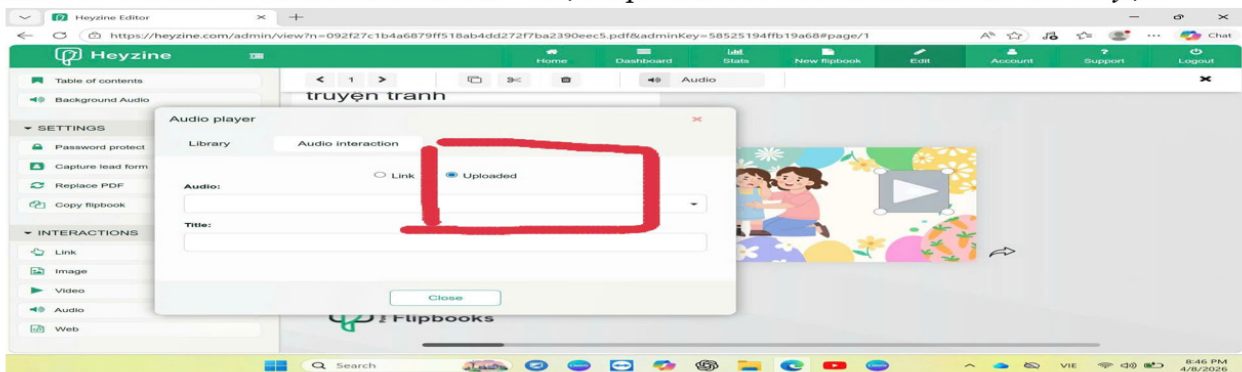 Heyzine Editor
https://heyzine.com/admin/view?n=092f27c1b4a6879ff518ab4dd272f7ba2390eec5.pdf&adminKey=58525194ffb19a68#page/1
Chat
Heyzine
Home
Dashboard
Stats
New flipbook
Edit
Account
Support
Logout
Table of contents
1
Audio
Background Audio
truyện tranh
SETTINGS
Audio player
Password protect
Library
Audio interaction
Capture lead form
Link
Uploaded
Replace PDF
Audio:
Copy flipbook
Title:
INTERACTIONS
Link
Image
Video
Close
Audio
Flipbooks
Web
Search
VIE
8:46 PM
4/8/2026